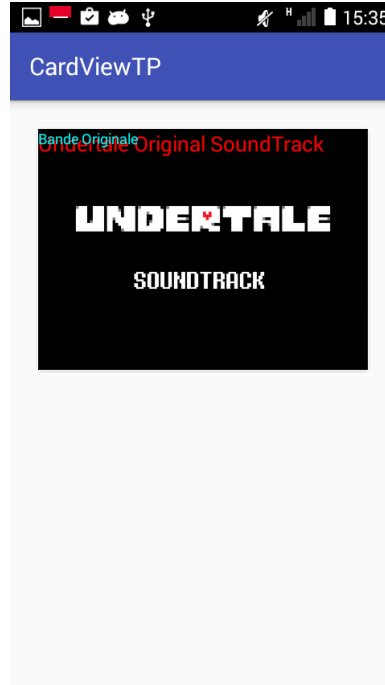 H 15:35
CardViewTP
Bande Originale
Undertale Original SoundTrack
UNDERTALE
SOUNDTRACK